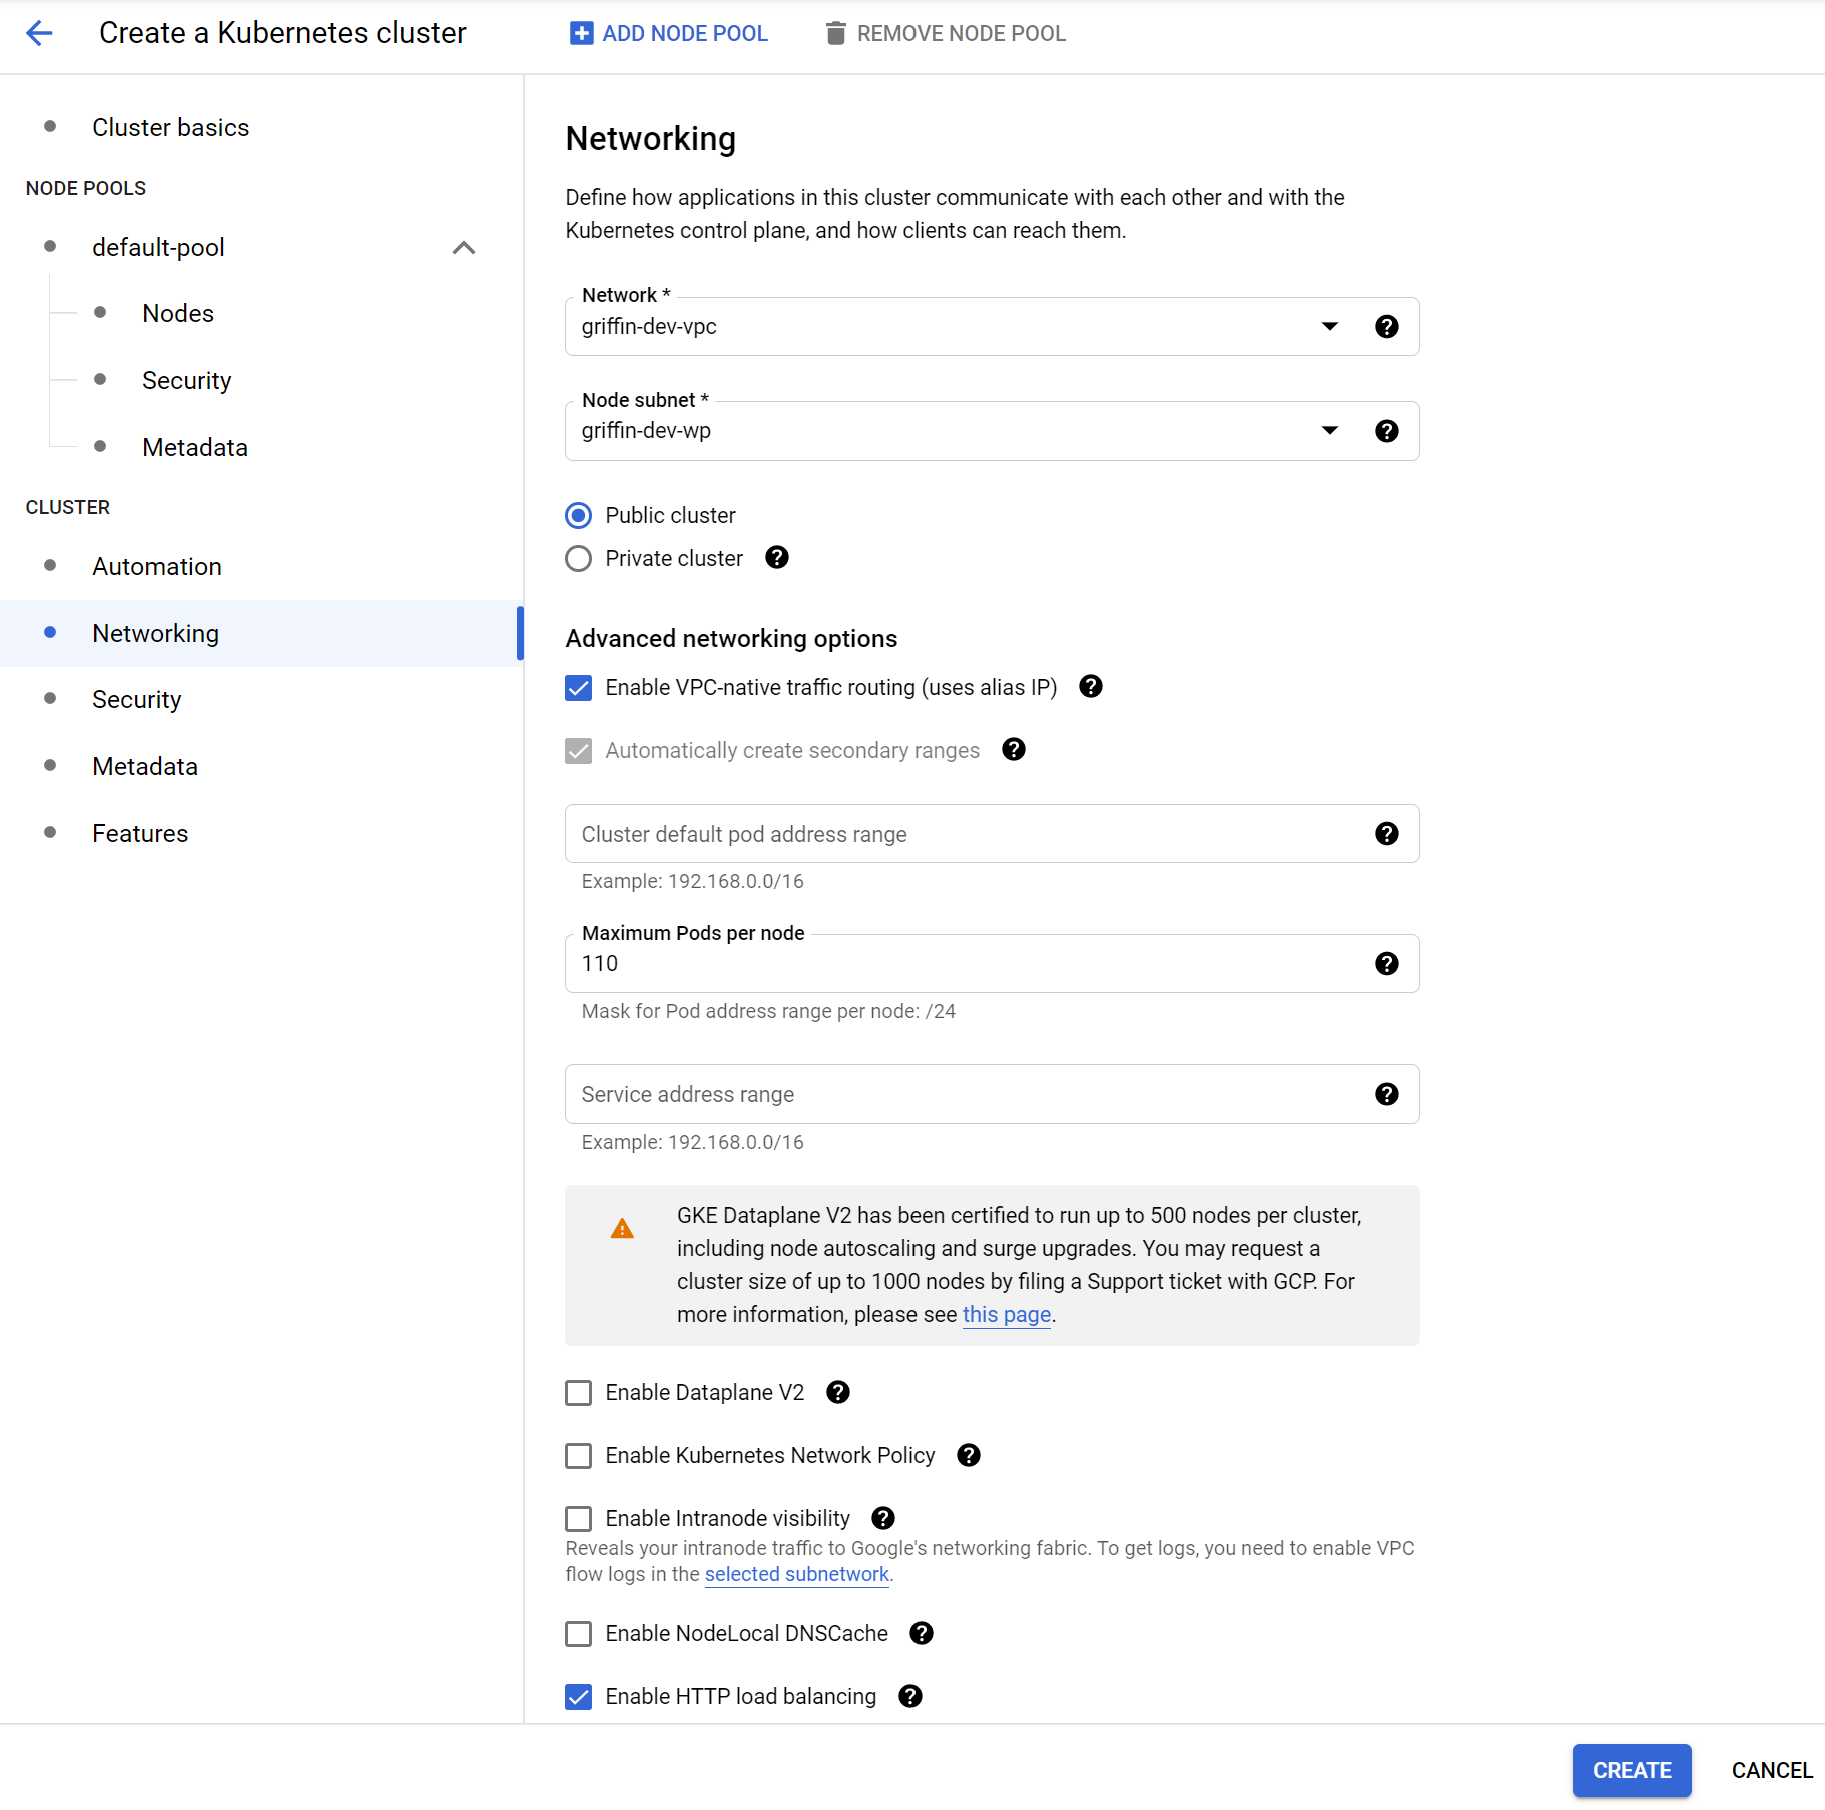 Create a Kubernetes cluster
ADD NODE POOL
REMOVE NODE POOL
Cluster basics
NODE POOLS
default-pool
Nodes
Security
Metadata
CLUSTER
Automation
Networking
Security
Metadata
Features
Networking
Define how applications in this cluster communicate with each other and with the
Kubernetes control plane, and how clients can reach them.
Network *
griffin-dev-vpc
Node subnet *
griffin-dev-wp
Public cluster
Private cluster
Advanced networking options
Enable VPC-native traffic routing (uses alias IP)
Automatically create secondary ranges
Cluster default pod address range
Example: 192.168.0.0/16
Maximum Pods per node
110
Mask for Pod address range per node: /24
Service address range
Example: 192.168.0.0/16
GKE Dataplane V2 has been certified to run up to 500 nodes per cluster,
including node autoscaling and surge upgrades. You may request a
cluster size of up to 1000 nodes by filing a Support ticket with GCP. For
more information, please see this page.
Enable Dataplane V2
Enable Kubernetes Network Policy
Enable Intranode visibility
Reveals your intranode traffic to Google's networking fabric. To get logs, you need to enable VPC
flow logs in the selected subnetwork.
Enable NodeLocal DNSCache
Enable HTTP load balancing
CREATE
CANCEL